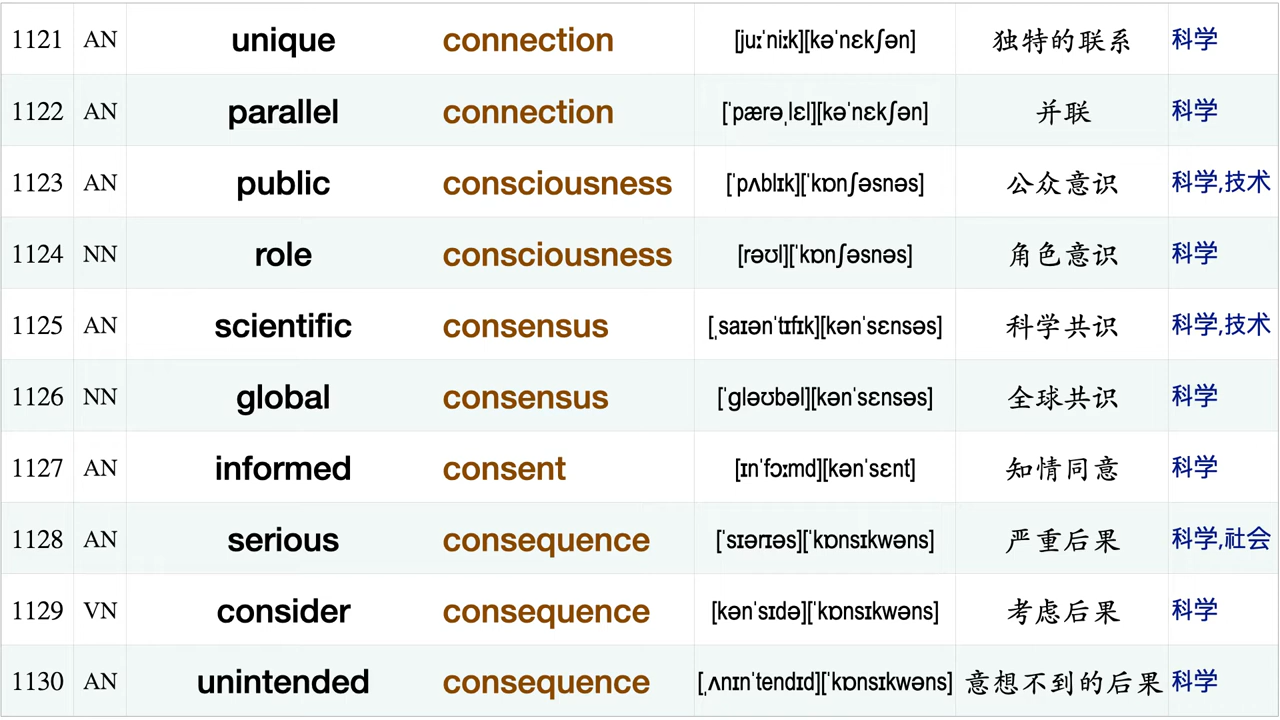 1121 AN unique connection [juːˈniːk][kəˈnɛkʃən] 独特的联系 科学
1122 AN parallel connection [ˈpærəˌlɛl][kəˈnɛkʃən] 并联 科学
1123 AN public consciousness [ˈpʌblɪk][ˈkɒnʃəsnəs] 公众意识 科学,技术
1124 NN role consciousness [rəʊl][ˈkɒnʃəsnəs] 角色意识 科学
1125 AN scientific consensus [ˌsaɪənˈtɪfɪk][kənˈsɛnsəs] 科学共识 科学,技术
1126 NN global consensus [ˈɡləʊbəl][kənˈsɛnsəs] 全球共识 科学
1127 AN informed consent [ɪnˈfɔːmd][kənˈsɛnt] 知情同意 科学
1128 AN serious consequence [ˈsɪərɪəs][ˈkɒnsɪkwəns] 严重后果 科学,社会
1129 VN consider consequence [kənˈsɪdə][ˈkɒnsɪkwəns] 考虑后果 科学
1130 AN unintended consequence [ˌʌnɪnˈtendɪd][ˈkɒnsɪkwəns] 意想不到的后果 科学